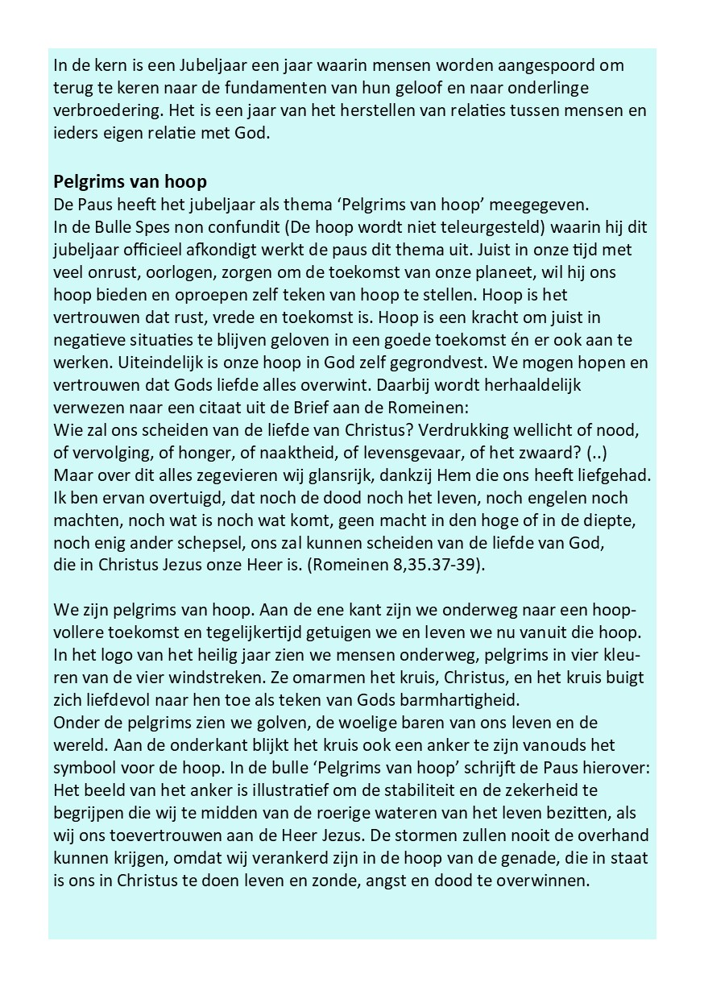 In de kern is een Jubeljaar een jaar waarin mensen worden aangespoord om
terug te keren naar de fundamenten van hun geloof en naar onderlinge
verbroedering. Het is een jaar van het herstellen van relaties tussen mensen en
ieders eigen relatie met God.

Pelgrims van hoop
De Paus heeft het jubeljaar als thema ‘Pelgrims van hoop’ meegegeven.
In de Bulle Spes non confundit (De hoop wordt niet teleurgesteld) waarin hij dit
jubeljaar officieel afkondigt werkt de paus dit thema uit. Juist in onze tijd met
veel onrust, oorlogen, zorgen om de toekomst van onze planeet, wil hij ons
hoop bieden en oproepen zelf teken van hoop te stellen. Hoop is het
vertrouwen dat rust, vrede en toekomst is. Hoop is een kracht om juist in
negatieve situaties te blijven geloven in een goede toekomst én er ook aan te
werken. Uiteindelijk is onze hoop in God zelf gegrondvest. We mogen hopen en
vertrouwen dat Gods liefde alles overwint. Daarbij wordt herhaaldelijk
verwezen naar een citaat uit de Brief aan de Romeinen:
Wie zal ons scheiden van de liefde van Christus? Verdrukking wellicht of nood,
of vervolging, of honger, of naaktheid, of levensgevaar, of het zwaard? (..)
Maar over dit alles zegevieren wij glansrijk, dankzij Hem die ons heeft liefgehad.
Ik ben ervan overtuigd, dat noch de dood noch het leven, noch engelen noch
machten, noch wat is noch wat komt, geen macht in den hoge of in de diepte,
noch enig ander schepsel, ons zal kunnen scheiden van de liefde van God,
die in Christus Jezus onze Heer is. (Romeinen 8,35.37-39).

We zijn pelgrims van hoop. Aan de ene kant zijn we onderweg naar een hoop-
vollere toekomst en tegelijkertijd getuigen we en leven we nu vanuit die hoop.
In het logo van het heilig jaar zien we mensen onderweg, pelgrims in vier kleu-
ren van de vier windstreken. Ze omarmen het kruis, Christus, en het kruis buigt
zich liefdevol naar hen toe als teken van Gods barmhartigheid.
Onder de pelgrims zien we golven, de woelige baren van ons leven en de
wereld. Aan de onderkant blijkt het kruis ook een anker te zijn vanouds het
symbool voor de hoop. In de bulle ‘Pelgrims van hoop’ schrijft de Paus hierover:
Het beeld van het anker is illustratief om de stabiliteit en de zekerheid te
begrijpen die wij te midden van de roerige wateren van het leven bezitten, als
wij ons toevertrouwen aan de Heer Jezus. De stormen zullen nooit de overhand
kunnen krijgen, omdat wij verankerd zijn in de hoop van de genade, die in staat
is ons in Christus te doen leven en zonde, angst en dood te overwinnen.